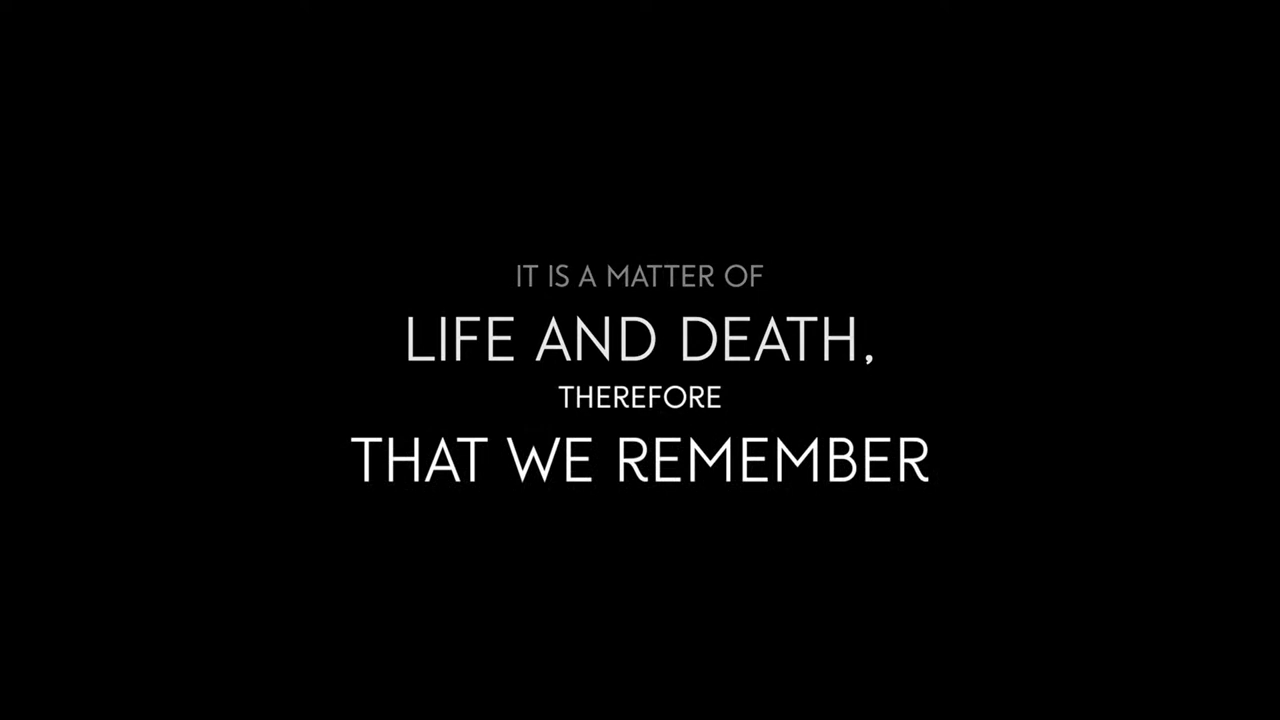 IT IS A MATTER OF
LIFE AND DEATH,
THEREFORE
THAT WE REMEMBER